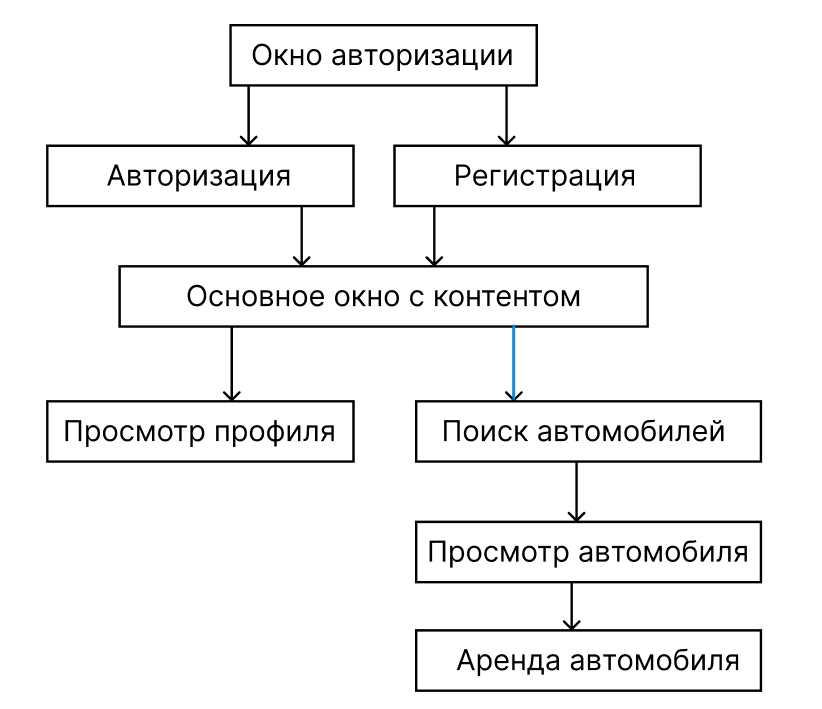 Окно авторизации
Авторизация
Регистрация
Основное окно с контентом
Просмотр профиля
Поиск автомобилей
Просмотр автомобиля
Аренда автомобиля